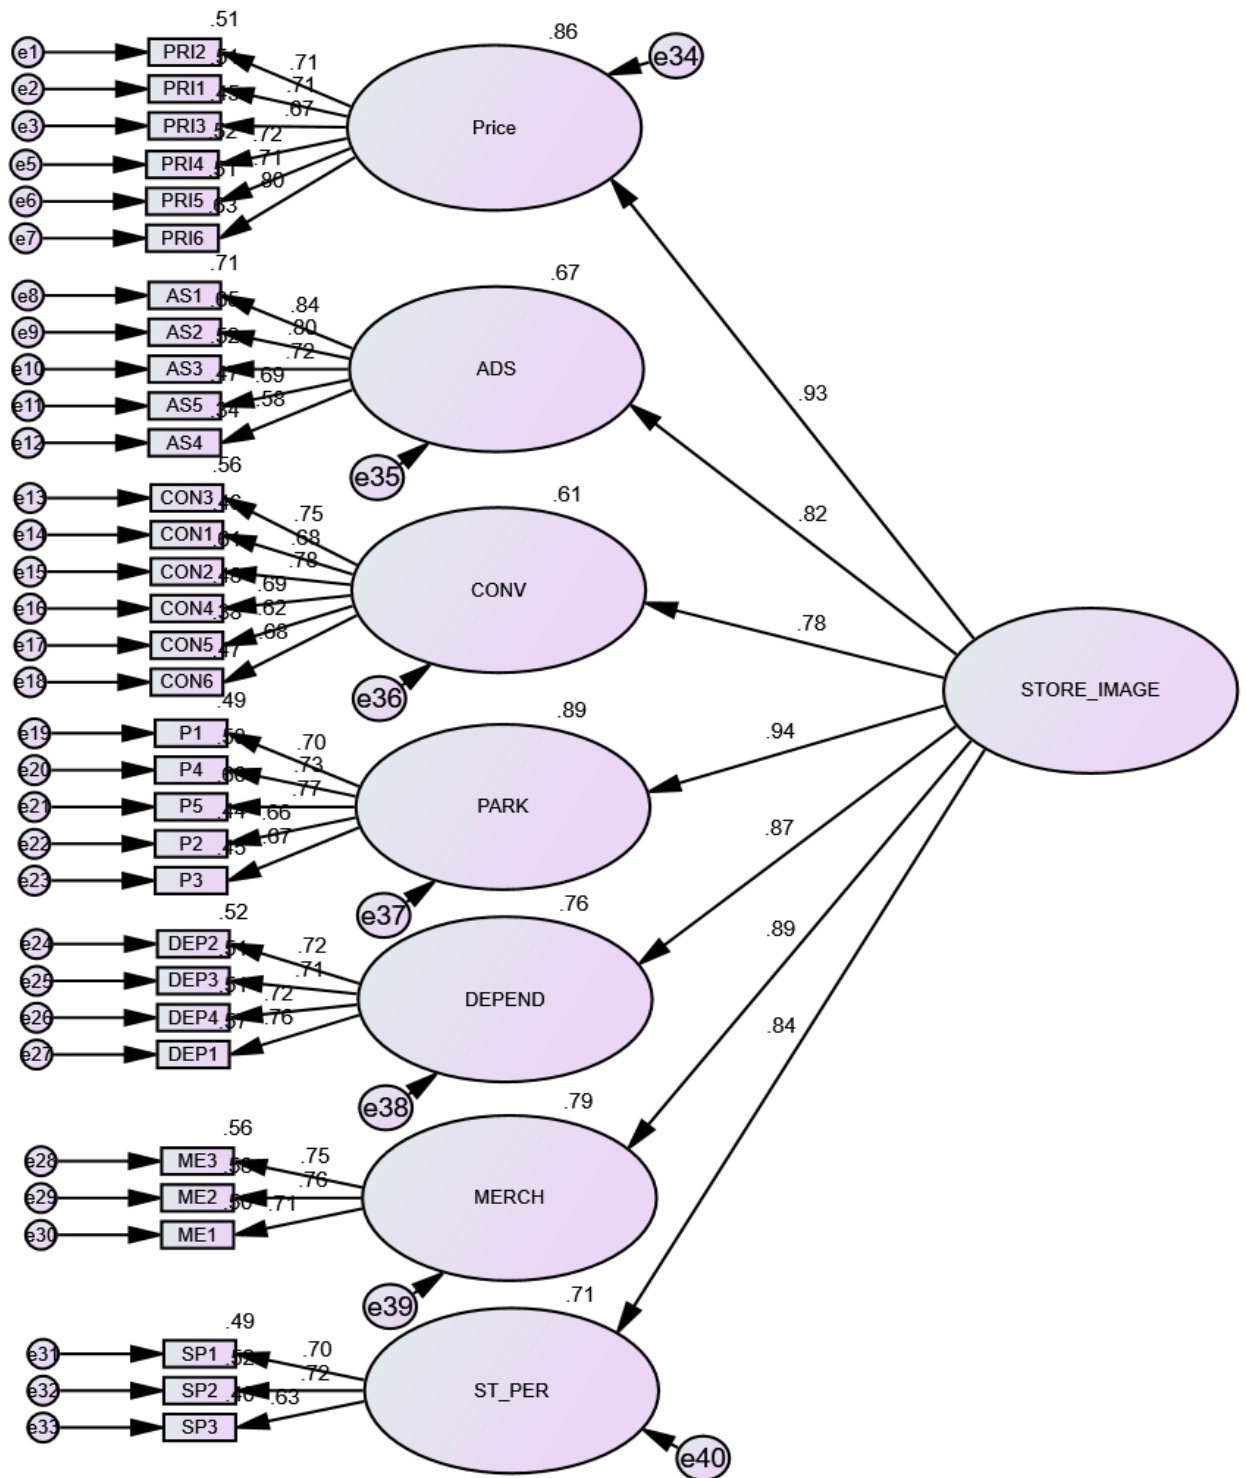 .51
.86
e1 PRI2 .71 e34
e2 PRI1 .51 .71
e3 PRI3 .45 .67 Price
e5 PRI4 .52 .72
e6 PRI5 .51 .71
e7 PRI6 .63 .80
.71
.67
e8 AS1 .84
e9 AS2 .65 .80
e10 AS3 .52 .72 ADS
.93
e11 AS5 .47 .69
e12 AS4 .34 .58
.56
e35
.61
.82
e13 CON3 .75
e14 CON1 .46 .68
e15 CON2 .61 .78
e16 CON4 .48 .69 CONV
e17 CON5 .38 .62
.78
e18 CON6 .47 .68
STORE_IMAGE
e36
.49
.89
e19 P1 .70
.94
e20 P4 .73
e21 P5 .60 .77 PARK
e22 P2 .44 .66
e23 P3 .45 .67
.87
.52
e37
.76
e24 DEP2 .72
.89
e25 DEP3 .51 .71
e26 DEP4 .51 .72 DEPEND
e27 DEP1 .57 .76
.84
e38
.79
.56
e28 ME3 .75
e29 ME2 .58 .76 MERCH
e30 ME1 .50 .71
e39
.71
.49
e31 SP1 .70
e32 SP2 .52 .72 ST_PER
e33 SP3 .40 .63
e40